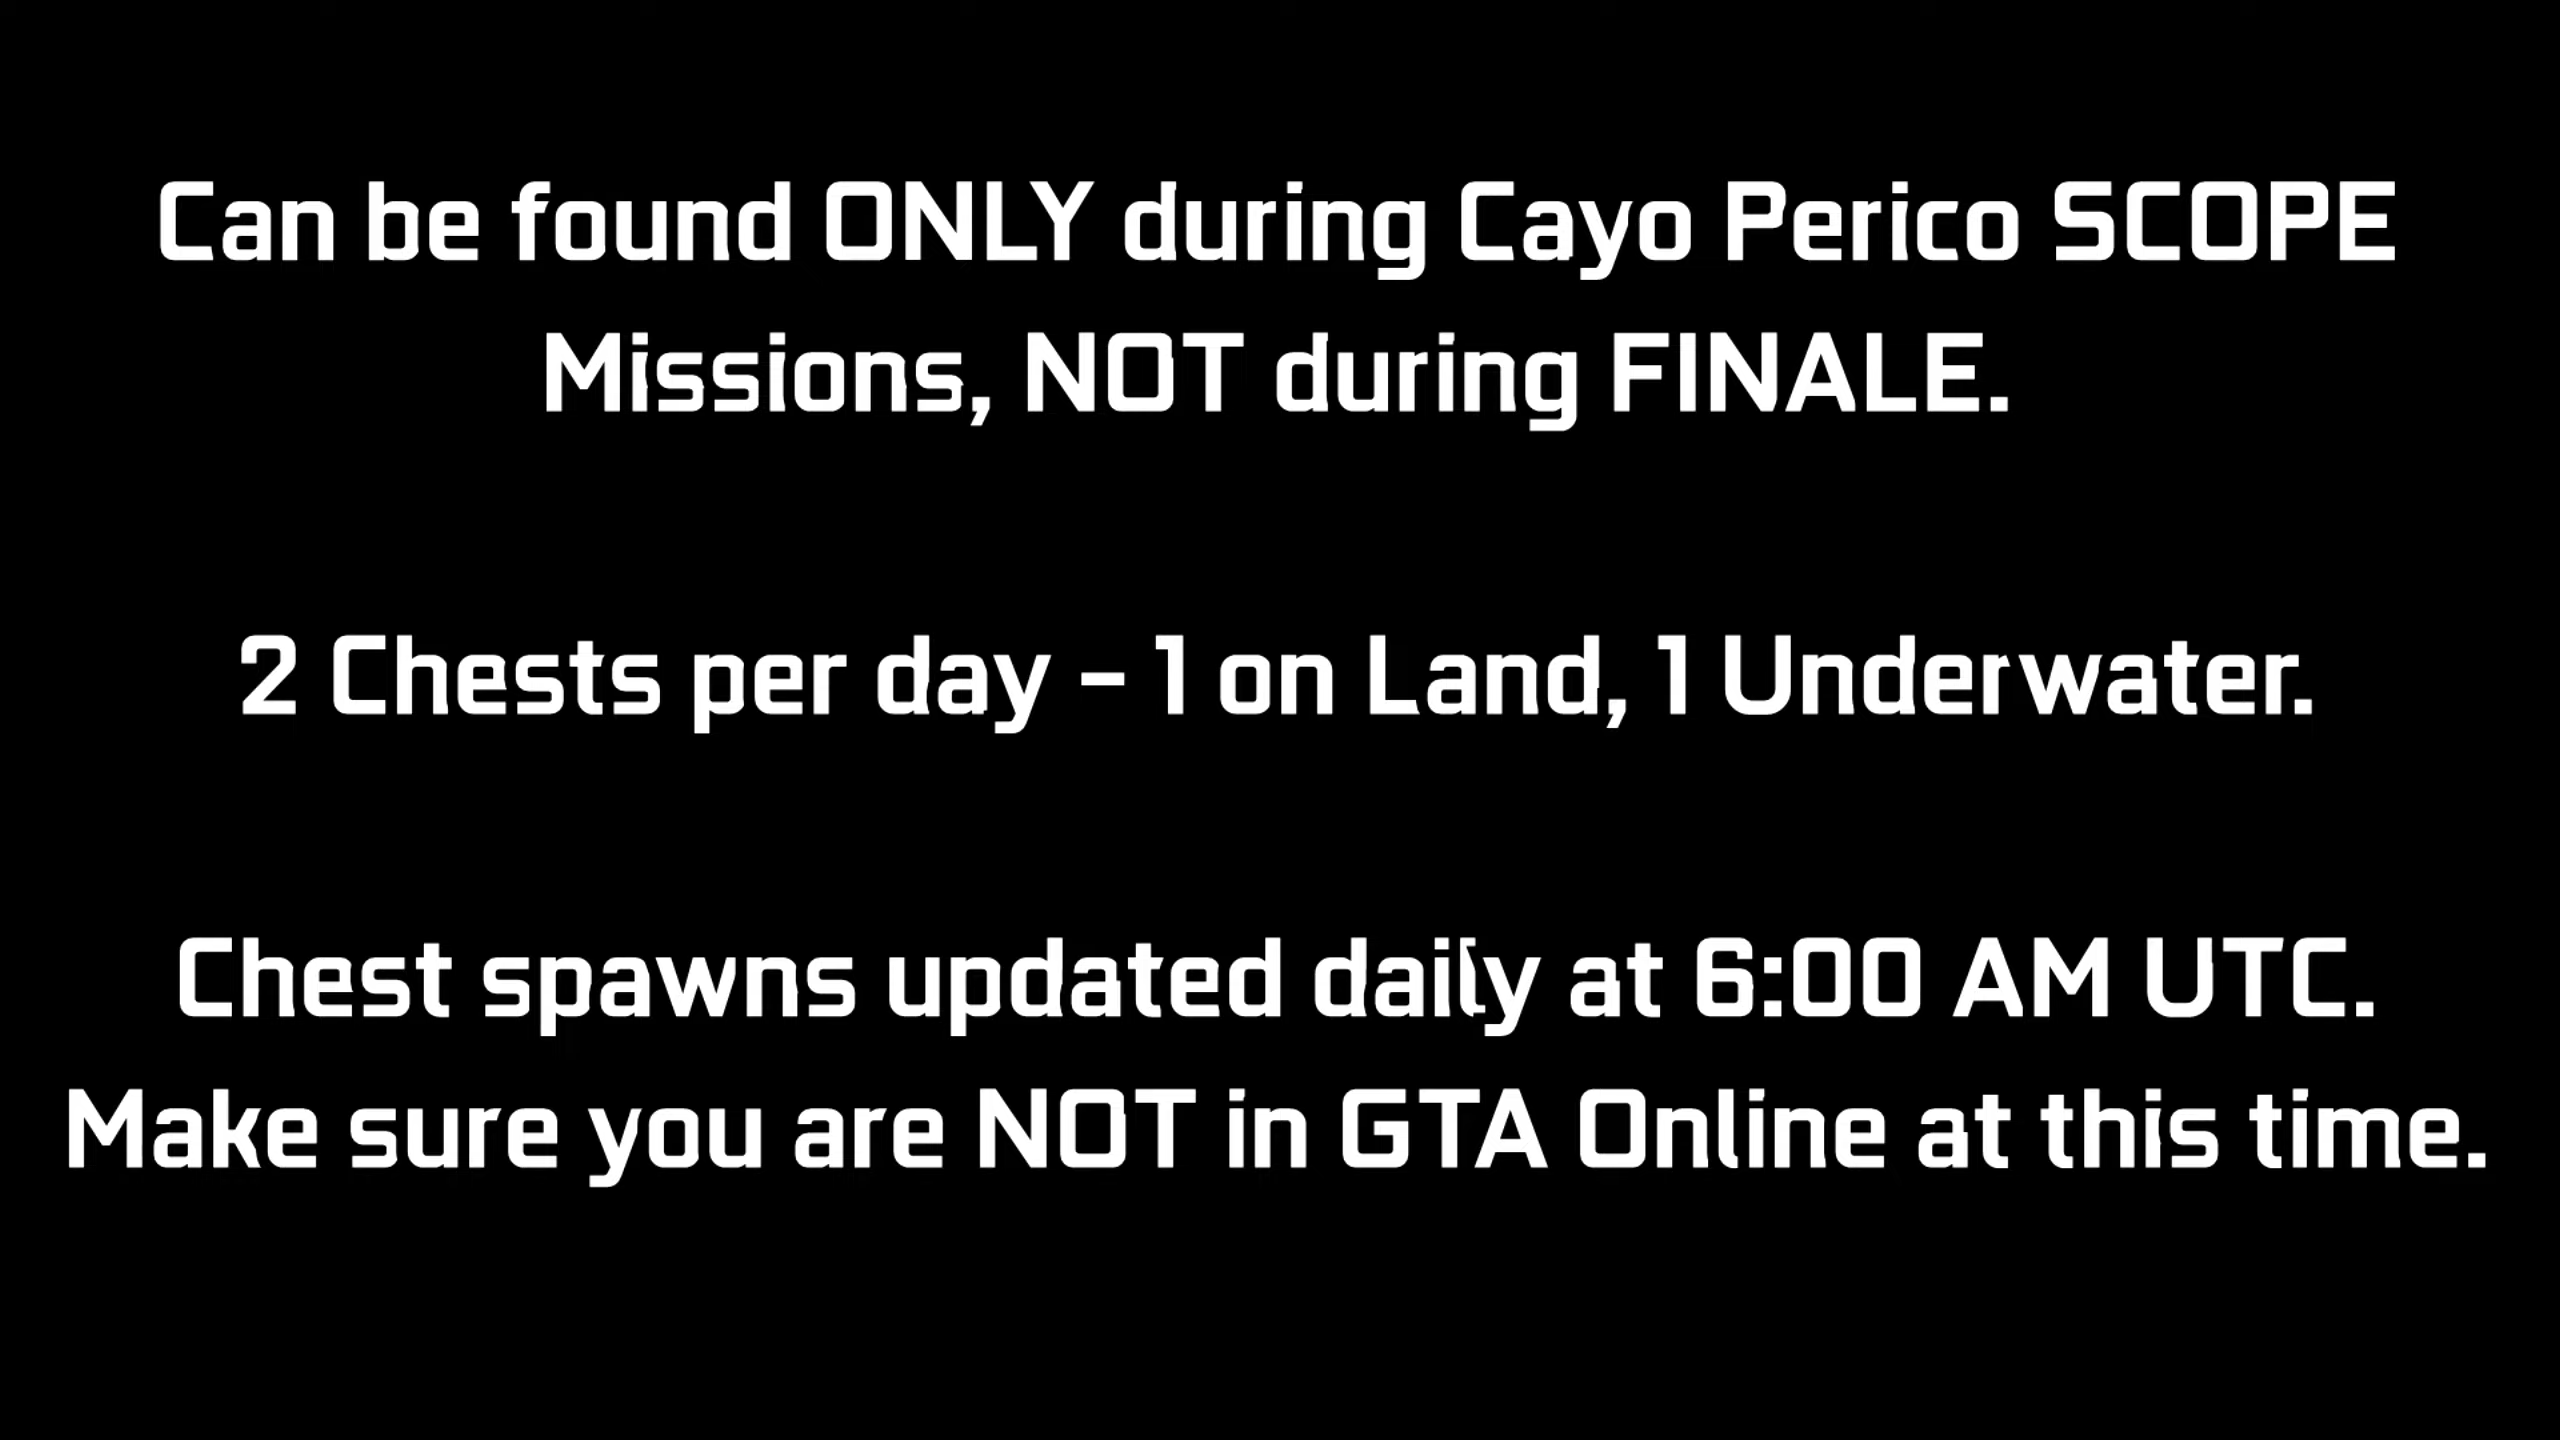 Can be found ONLY during Cayo Perico SCOPE
Missions, NOT during FINALE.
2 Chests per day - 1 on Land, 1 Underwater.
Chest spawns updated daily at 6:00 AM UTC.
Make sure you are NOT in GTA Online at this time.